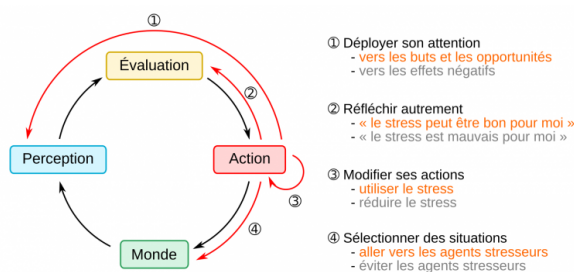 ①
Évaluation
②
Perception
Action
③
④
Monde
① Déployer son attention
- vers les buts et les opportunités
- vers les effets négatifs
② Réfléchir autrement
- « le stress peut être bon pour moi »
- « le stress est mauvais pour moi »
③ Modifier ses actions
- utiliser le stress
- réduire le stress
④ Sélectionner des situations
- aller vers les agents stresseurs
- éviter les agents stresseurs